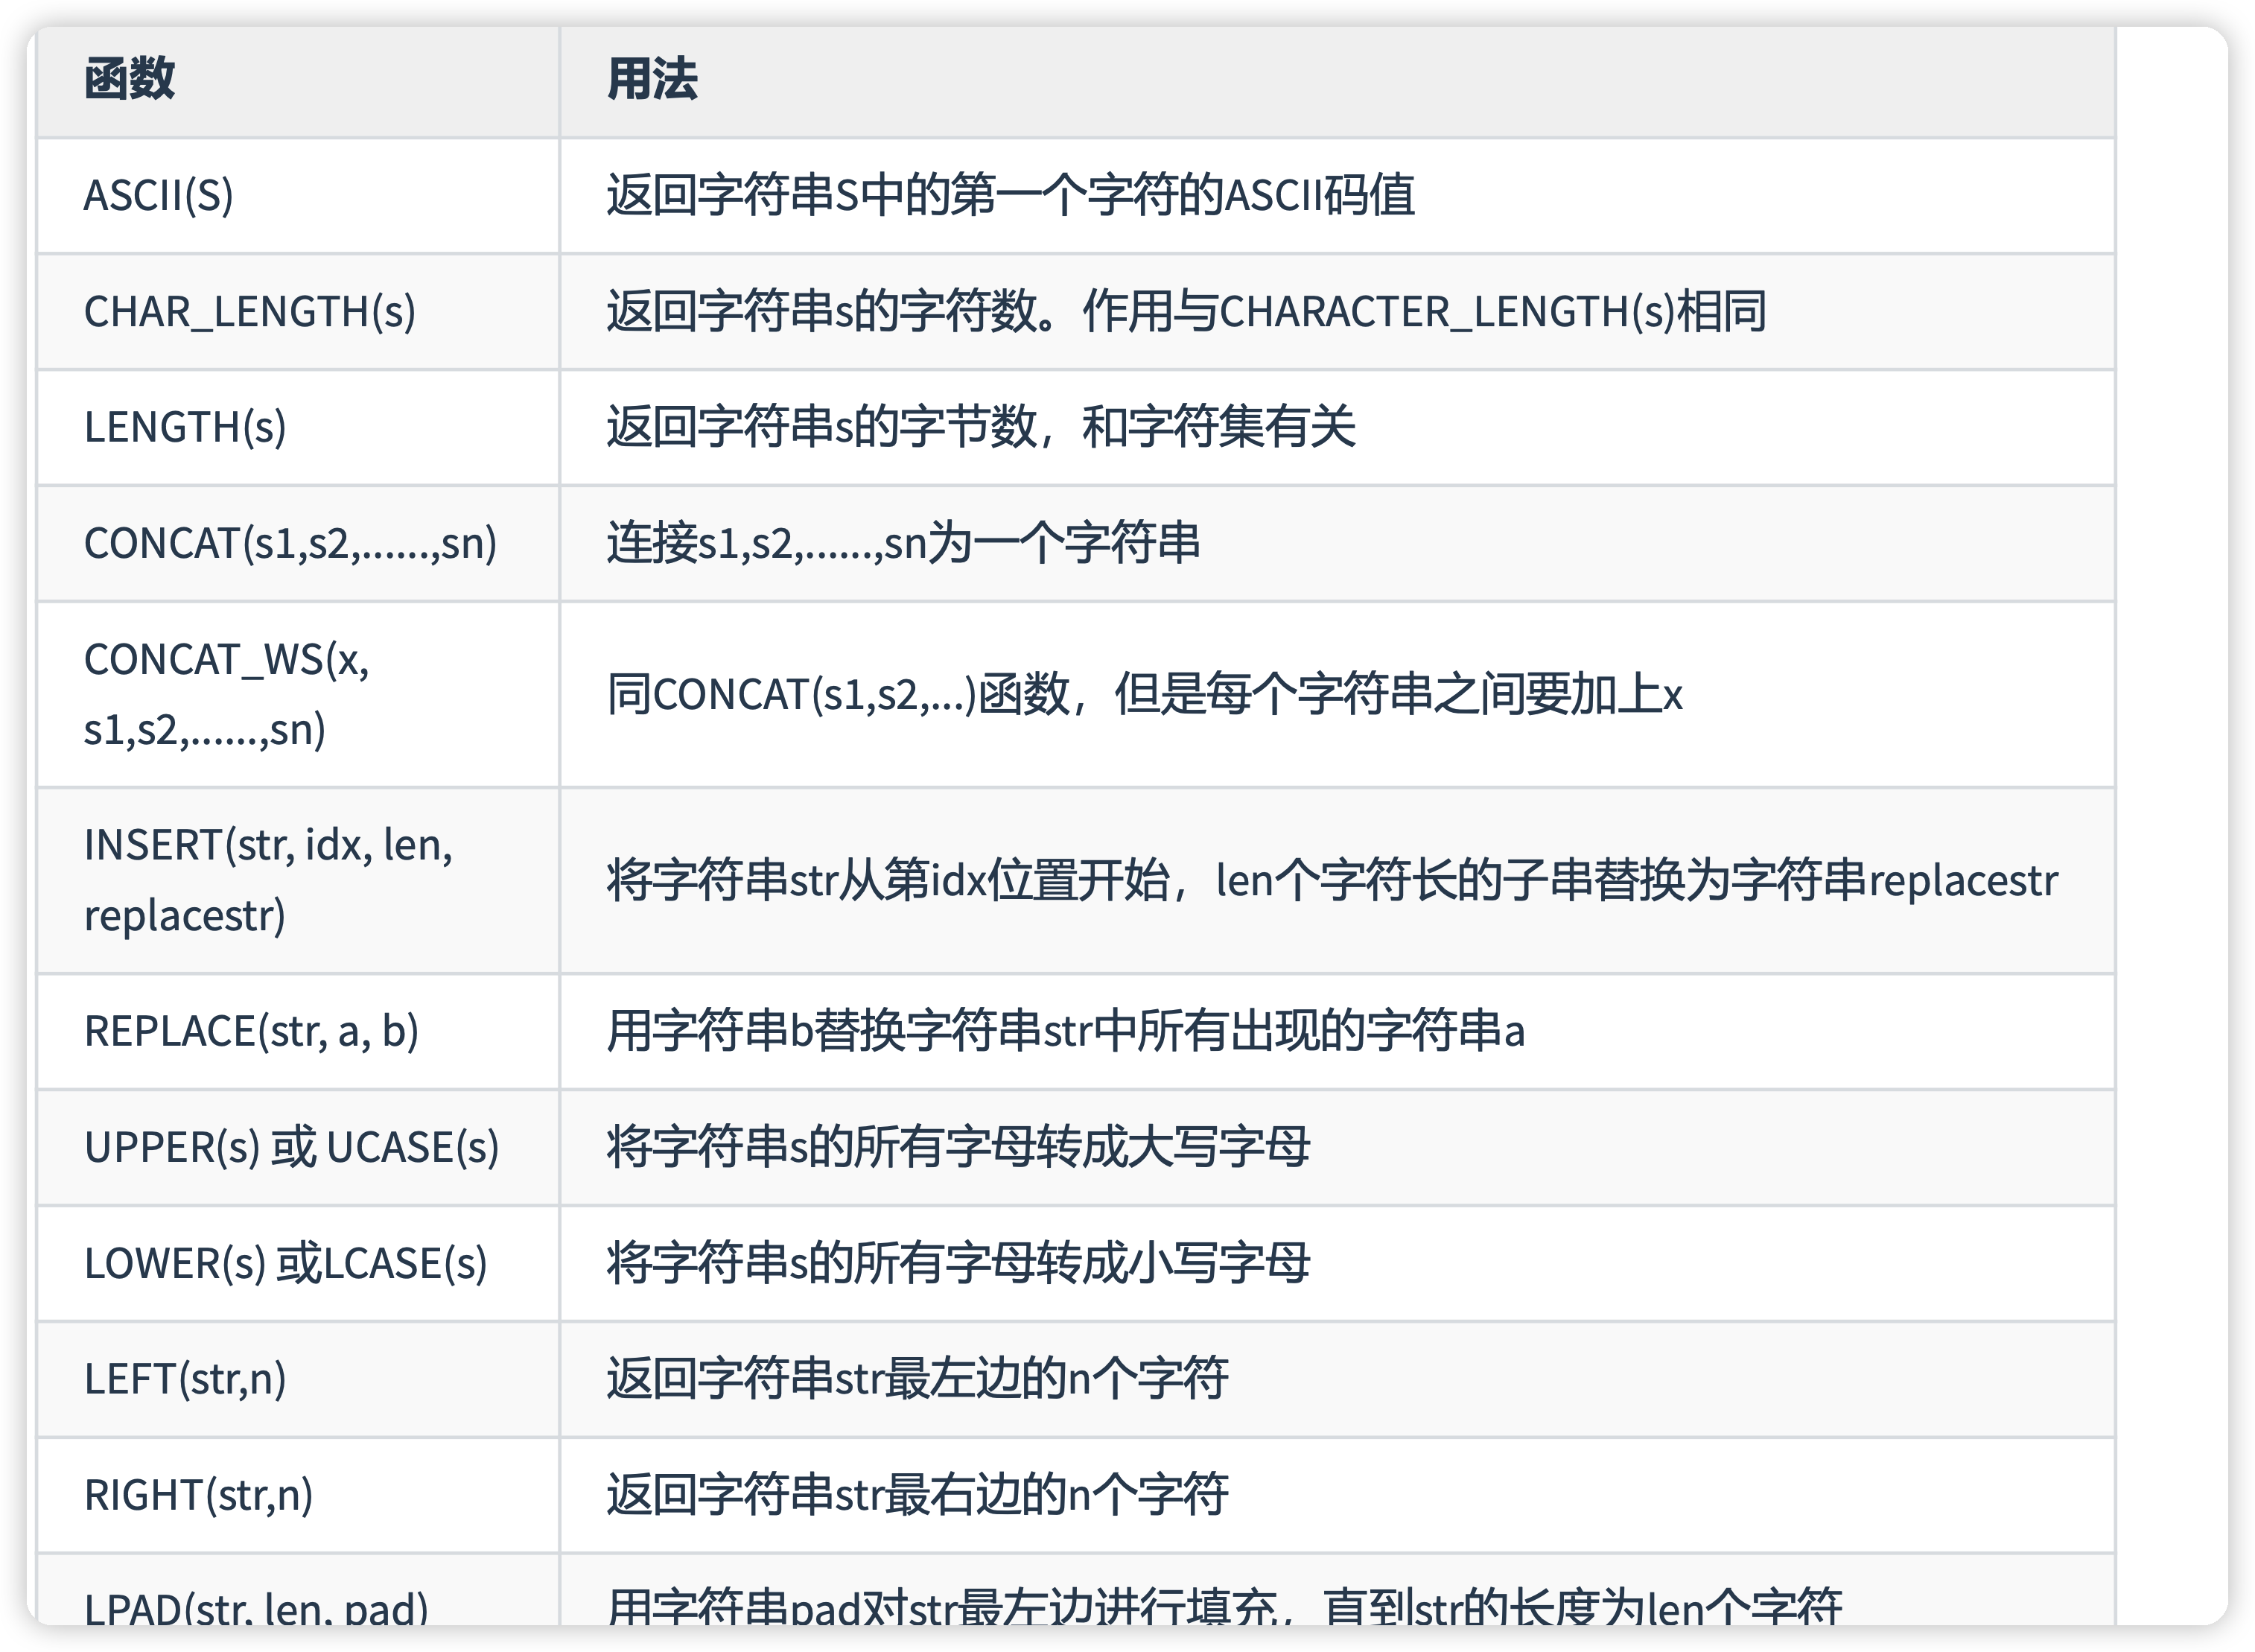 函数
用法
ASCII(S)
返回字符串S中的第一个字符的ASCII码值
CHAR_LENGTH(s)
返回字符串s的字符数。作用与CHARACTER_LENGTH(s)相同
LENGTH(s)
返回字符串s的字节数，和字符集有关
CONCAT(s1,s2,......,sn)
连接s1,s2,......,sn为一个字符串
CONCAT_WS(x,
s1,s2,......,sn)
同CONCAT(s1,s2,...)函数，但是每个字符串之间要加上x
INSERT(str, idx, len,
replacestr)
将字符串str从第idx位置开始，len个字符长的子串替换为字符串replacestr
REPLACE(str, a, b)
用字符串b替换字符串str中所有出现的字符串a
UPPER(s) 或 UCASE(s)
将字符串s的所有字母转成大写字母
LOWER(s) 或LCASE(s)
将字符串s的所有字母转成小写字母
LEFT(str,n)
返回字符串str最左边的n个字符
RIGHT(str,n)
返回字符串str最右边的n个字符
LPAD(str, len, pad)
用字符串pad对str最左边进行填充，直到str的长度为len个字符